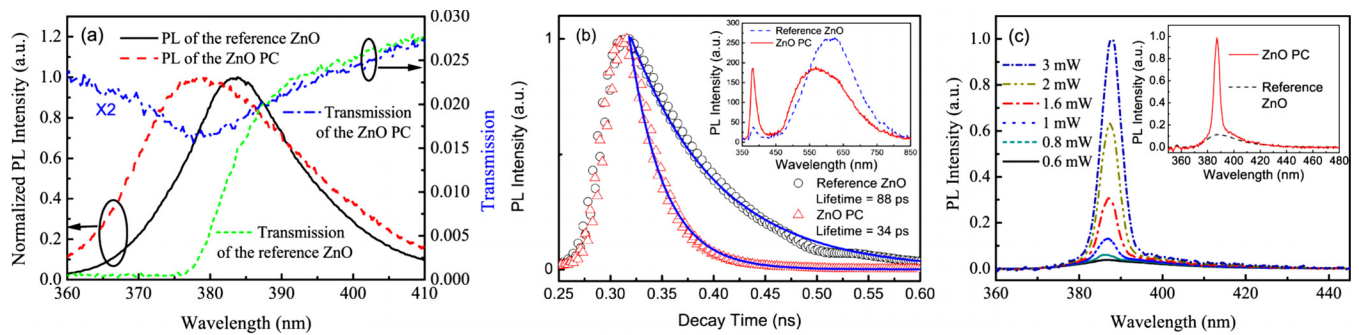 (a)
PL of the reference ZnO
PL of the ZnO PC
X2
Transmission
of the ZnO PC
Transmission
of the reference ZnO
Normalized PL Intensity (a.u.)
1.2
1.0
0.8
0.6
0.4
0.2
0.0
360 370 380 390 400 410
Wavelength (nm)
0.030
0.025
0.020
0.015
0.010
0.005
0.000
Transmission
(b)
PL Intensity (a.u.)
1
1
0.25 0.30 0.35 0.40 0.45 0.50 0.55 0.60
Decay Time (ns)
Reference ZnO
ZnO PC
PL Intensity (a.u.)
300
250
200
150
100
50
0
350 450 550 650 750 850
Wavelength (nm)
Reference ZnO
Lifetime = 88 ps
ZnO PC
Lifetime = 34 ps
(c)
3 mW
2 mW
1.6 mW
1 mW
0.8 mW
0.6 mW
PL Intensity (a.u.)
1.0
0.8
0.6
0.4
0.2
0.0
360 380 400 420 440
Wavelength (nm)
ZnO PC
Reference
ZnO
PL Intensity (a.u.)
1.0
0.8
0.6
0.4
0.2
0.0
360 380 400 420 440 460 480
Wavelength (nm)